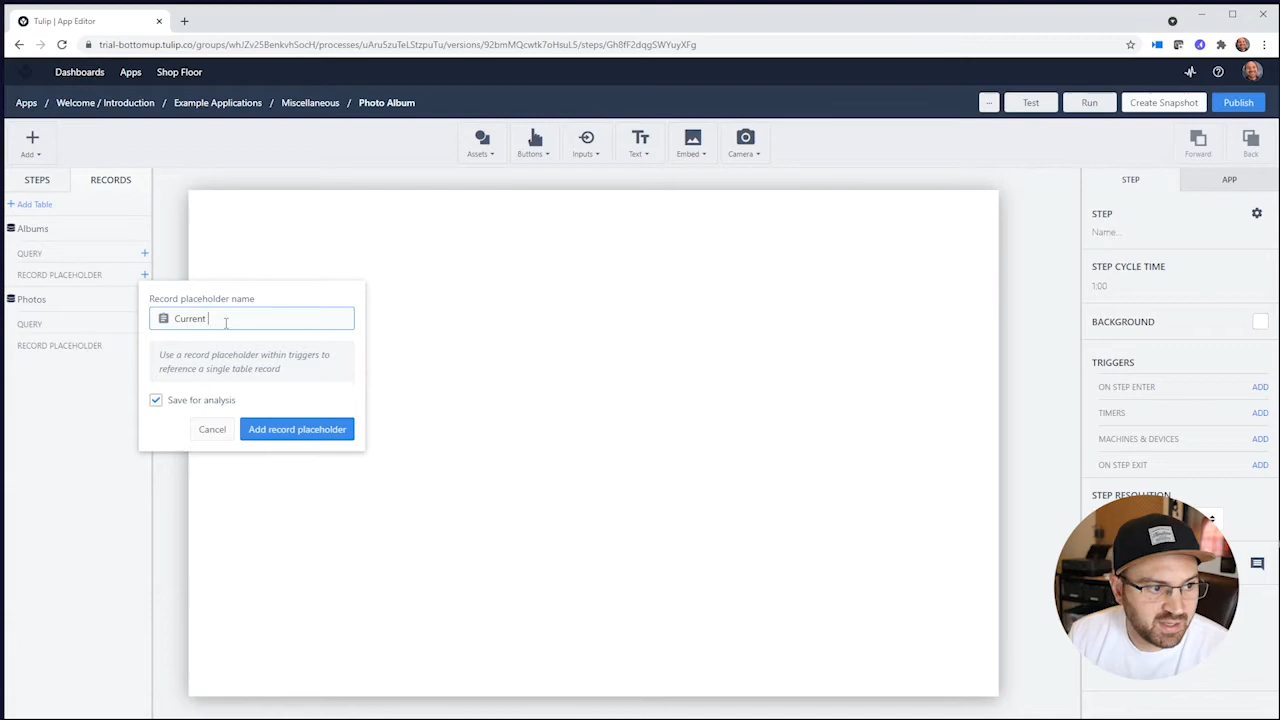 Tulip | App Editor
trial-bottomup.tulip.co/groups/whJZv25BenkvhSocH/processes/uAru5zuTeLStzpuTu/versions/92bmMQcwtk7oHsuL5/steps/Gh8fF2dqgSWYuyXFg
Dashboards Apps Shop Floor
Apps / Welcome / Introduction / Example Applications / Miscellaneous / Photo Album
... Test Run Create Snapshot Publish
Add Assets Buttons Inputs Text Embed Camera Forward Back
STEPS RECORDS
+ Add Table
Albums
QUERY +
RECORD PLACEHOLDER +
Photos
QUERY
RECORD PLACEHOLDER
Record placeholder name
Current
Use a record placeholder within triggers to
reference a single table record
Save for analysis
Cancel Add record placeholder
STEP APP
STEP
Name...
STEP CYCLE TIME
1:00
BACKGROUND
TRIGGERS
ON STEP ENTER ADD
TIMERS ADD
MACHINES & DEVICES ADD
ON STEP EXIT ADD
STEP RESOLUTION